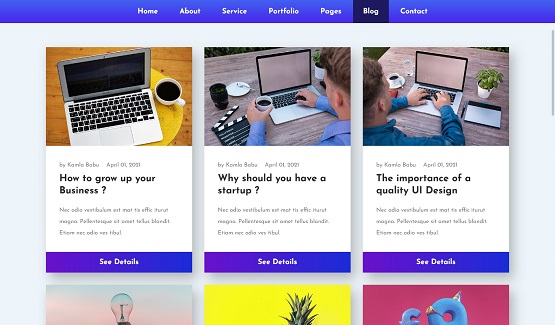 Home About Service Portfolio Pages Blog Contact
by Kamla Babu April 01, 2021
How to grow up your
Business ?
Nec odio vestibulum est mat tis effic iturut
magna. Pellentesque sit amet tellus blandit.
Etiam nec odio ves tibul.
See Details
by Kamla Babu April 01, 2021
Why should you have a
startup ?
Nec odio vestibulum est mat tis effic iturut
magna. Pellentesque sit amet tellus blandit.
Etiam nec odio ves tibul.
See Details
by Kamla Babu April 01, 2021
The importance of a
quality UI Design
Nec odio vestibulum est mat tis effic iturut
magna. Pellentesque sit amet tellus blandit.
Etiam nec odio ves tibul.
See Details